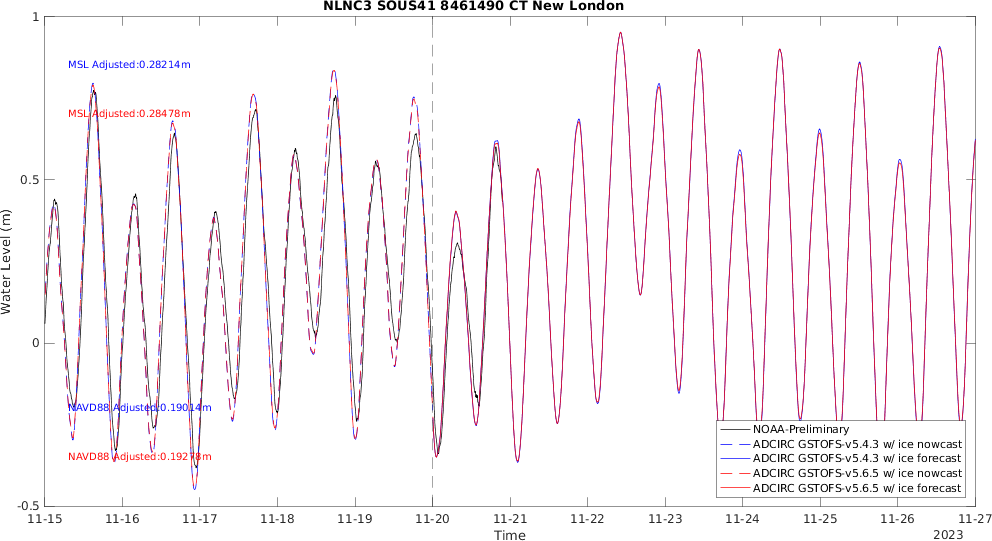 NLNC3 SOUS41 8461490 CT New London
1
MSL Adjusted:0.28214m
MSL Adjusted:0.28478m
0.5
Water Level (m)
0
NAVD88 Adjusted:0.19014m
NAVD88 Adjusted:0.19278m
NOAA-Preliminary
ADCIRC GSTOFS-v5.4.3 w/ ice nowcast
ADCIRC GSTOFS-v5.4.3 w/ ice forecast
ADCIRC GSTOFS-v5.6.5 w/ ice nowcast
ADCIRC GSTOFS-v5.6.5 w/ ice forecast
-0.5
11-15 11-16 11-17 11-18 11-19 11-20 11-21 11-22 11-23 11-24 11-25 11-26 11-27
Time
2023